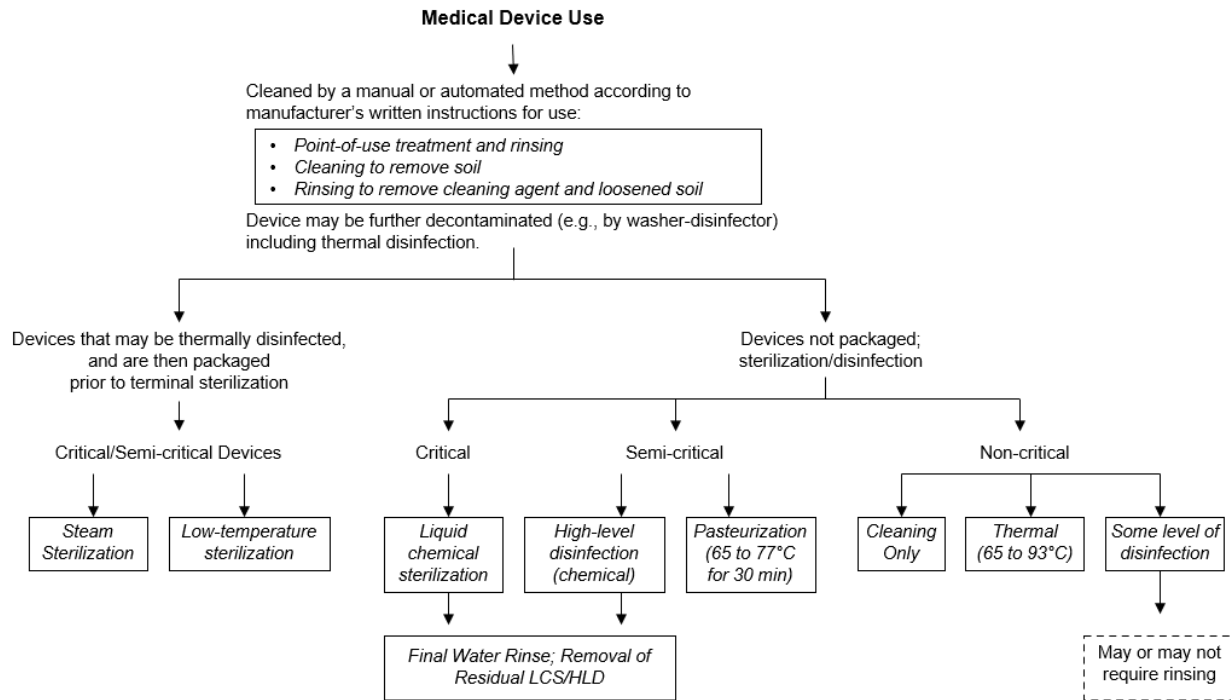 Medical Device Use
Cleaned by a manual or automated method according to
manufacturer's written instructions for use:
• Point-of-use treatment and rinsing
• Cleaning to remove soil
• Rinsing to remove cleaning agent and loosened soil
Device may be further decontaminated (e.g., by washer-disinfector)
including thermal disinfection.
Devices that may be thermally disinfected,
and are then packaged
prior to terminal sterilization
Devices not packaged;
sterilization/disinfection
Critical/Semi-critical Devices
Critical
Semi-critical
Non-critical
Steam
Sterilization
Low-temperature
sterilization
Liquid
chemical
sterilization
High-level
disinfection
(chemical)
Pasteurization
(65 to 77°C
for 30 min)
Cleaning
Only
Thermal
(65 to 93°C)
Some level of
disinfection
Final Water Rinse; Removal of
Residual LCS/HLD
May or may not
require rinsing